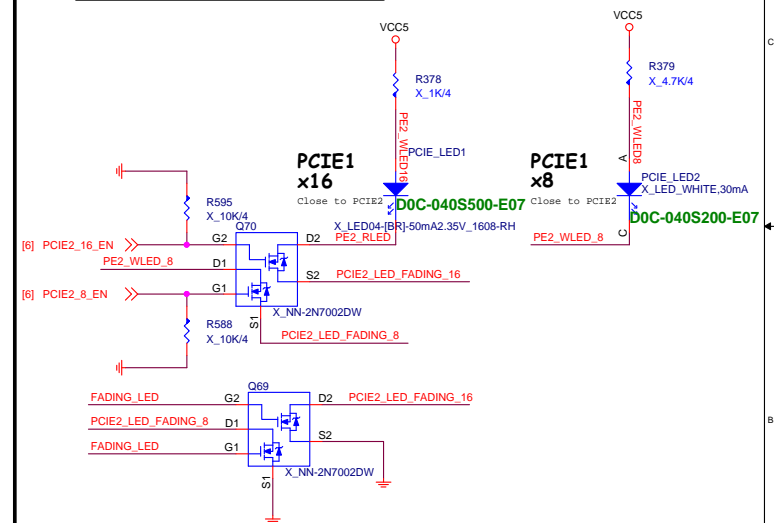 VCC5
VCC5
C
R378
X_1K/4
R379
X_4.7K/4
PE2_WLED16
PE2_WLED8
PCIE_LED1
PCIE1
x16
Close to PCIE2
PCIE1
x8
Close to PCIE2
A
PCIE_LED2
X_LED_WHITE,30mA
D0C-040S500-E07
D0C-040S200-E07
C
R595
X_10K/4
Q70
X_LED04-[BR]-50mA2.35V_1608-RH
[6] PCIE2_16_EN
G2
D2
PE2_RLED
PE2_WLED_8
PE2_WLED_8
D1
S2
PCIE2_LED_FADING_16
[6] PCIE2_8_EN
G1
X_NN-2N7002DW
S1
R588
X_10K/4
PCIE2_LED_FADING_8
Q69
FADING_LED
G2
D2
PCIE2_LED_FADING_16
PCIE2_LED_FADING_8
D1
S2
B
FADING_LED
G1
X_NN-2N7002DW
S1